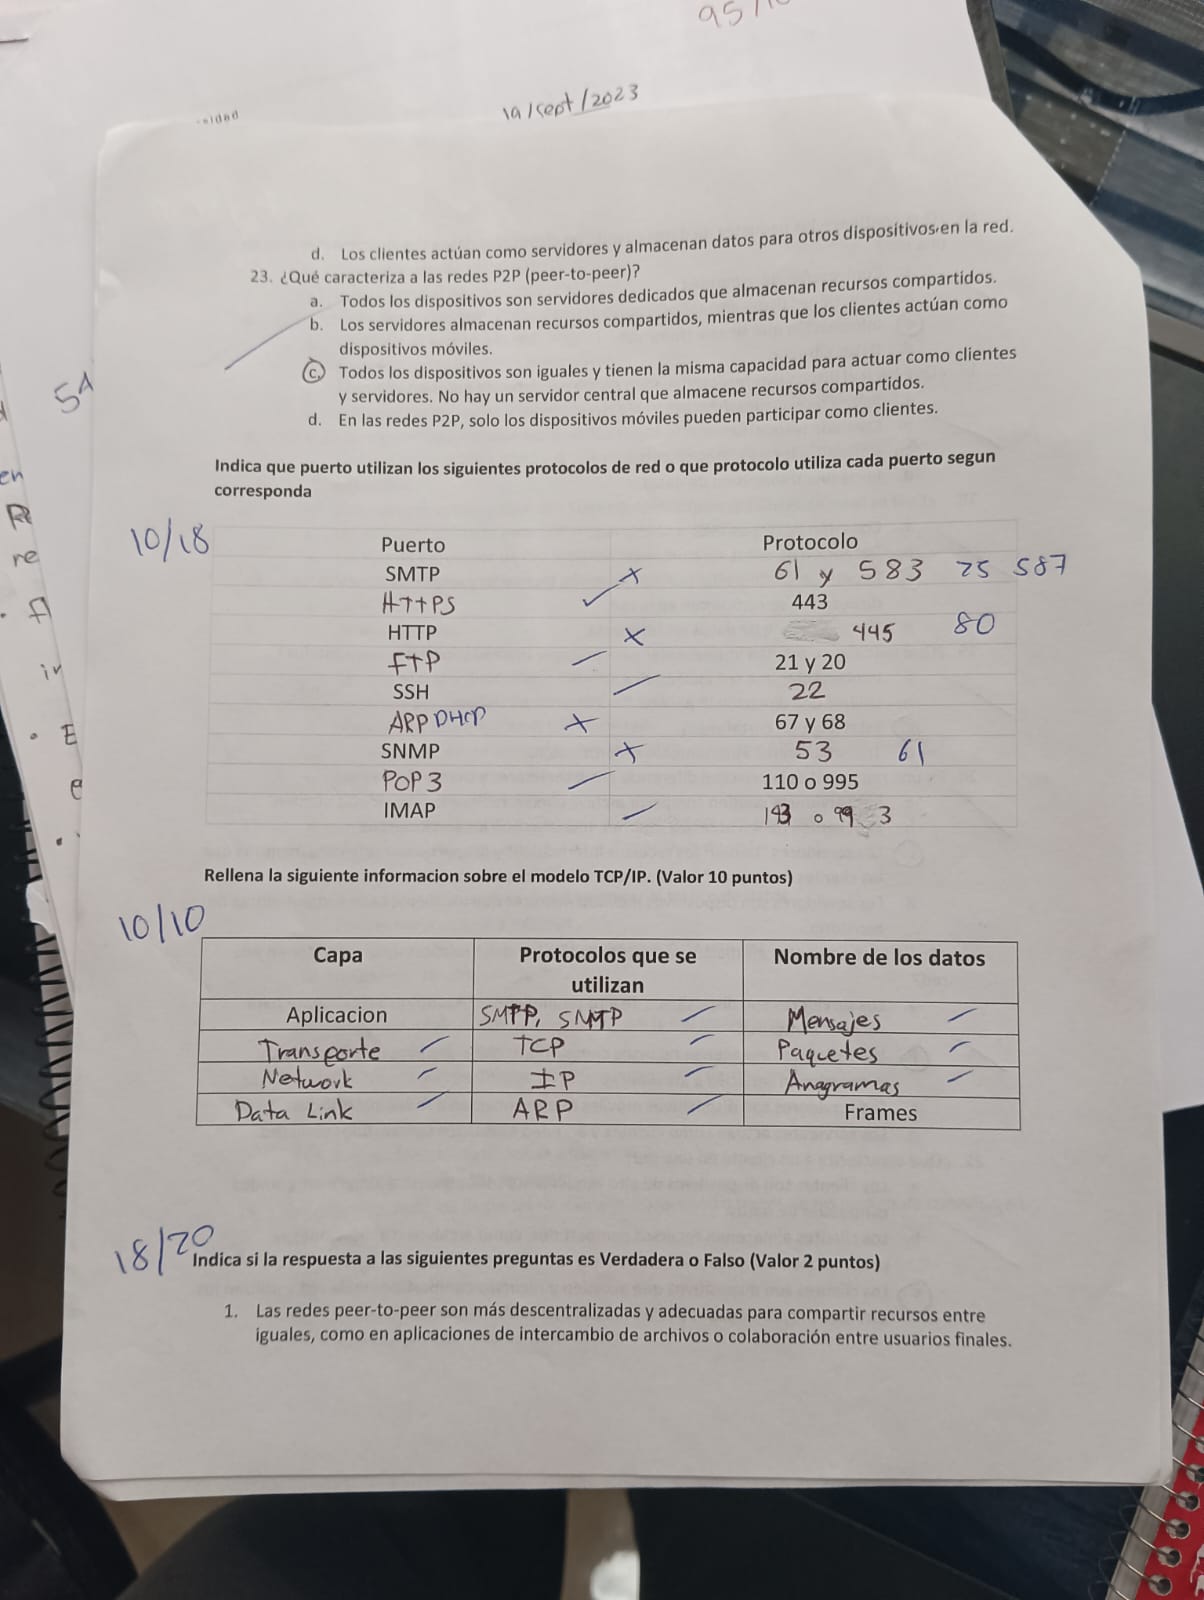 95/10
19/sept/2023
d. Los clientes actúan como servidores y almacenan datos para otros dispositivos en la red.
23. ¿Qué caracteriza a las redes P2P (peer-to-peer)?
a. Todos los dispositivos son servidores dedicados que almacenan recursos compartidos.
b. Los servidores almacenan recursos compartidos, mientras que los clientes actúan como
dispositivos móviles.
c. Todos los dispositivos son iguales y tienen la misma capacidad para actuar como clientes
y servidores. No hay un servidor central que almacene recursos compartidos.
d. En las redes P2P, solo los dispositivos móviles pueden participar como clientes.
Indica que puerto utilizan los siguientes protocolos de red o que protocolo utiliza cada puerto segun
corresponda
10/18
Puerto Protocolo
SMTP 61 y 583 25 587
HTTPS 443
HTTP 445 80
FTP 21 y 20
SSH 22
ARP DHCP 67 y 68
SNMP 53 61
POP 3 110 o 995
IMAP 143 o 99 3
Rellena la siguiente informacion sobre el modelo TCP/IP. (Valor 10 puntos)
10/10
Capa Protocolos que se Nombre de los datos
utilizan
Aplicacion SMPP, SNMTP Mensajes
Transporte TCP Paquetes
Network IP Anagramas
Data Link ARP Frames
18/20
Indica si la respuesta a las siguientes preguntas es Verdadera o Falso (Valor 2 puntos)
1. Las redes peer-to-peer son más descentralizadas y adecuadas para compartir recursos entre
iguales, como en aplicaciones de intercambio de archivos o colaboración entre usuarios finales.